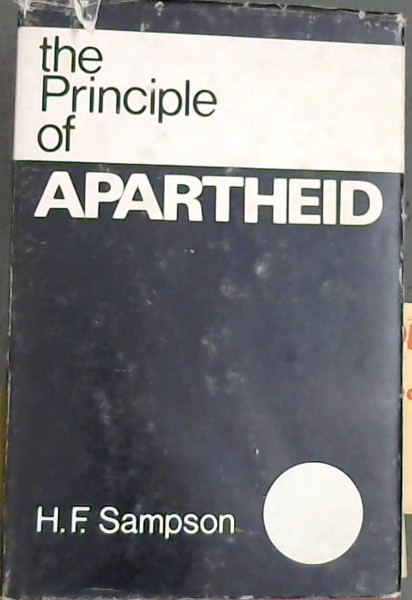 the
Principle
of
APARTHEID
H.F. Sampson